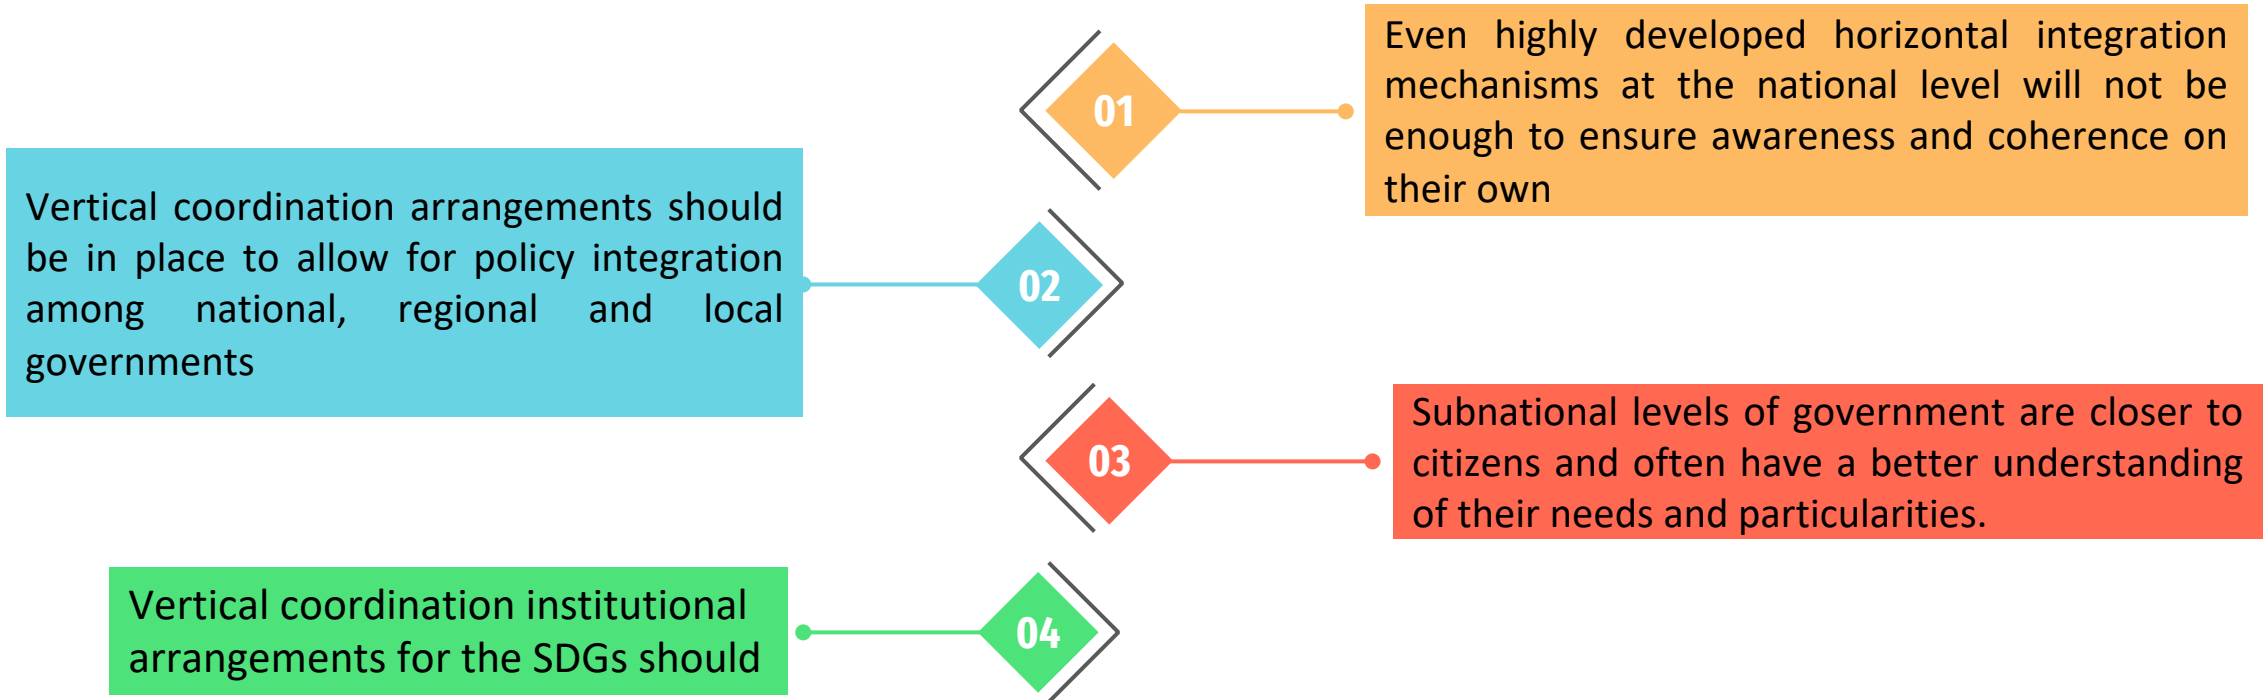 01
Even highly developed horizontal integration
mechanisms at the national level will not be
enough to ensure awareness and coherence on
their own
02
Vertical coordination arrangements should
be in place to allow for policy integration
among national, regional and local
governments
03
Subnational levels of government are closer to
citizens and often have a better understanding
of their needs and particularities.
04
Vertical coordination institutional
arrangements for the SDGs should